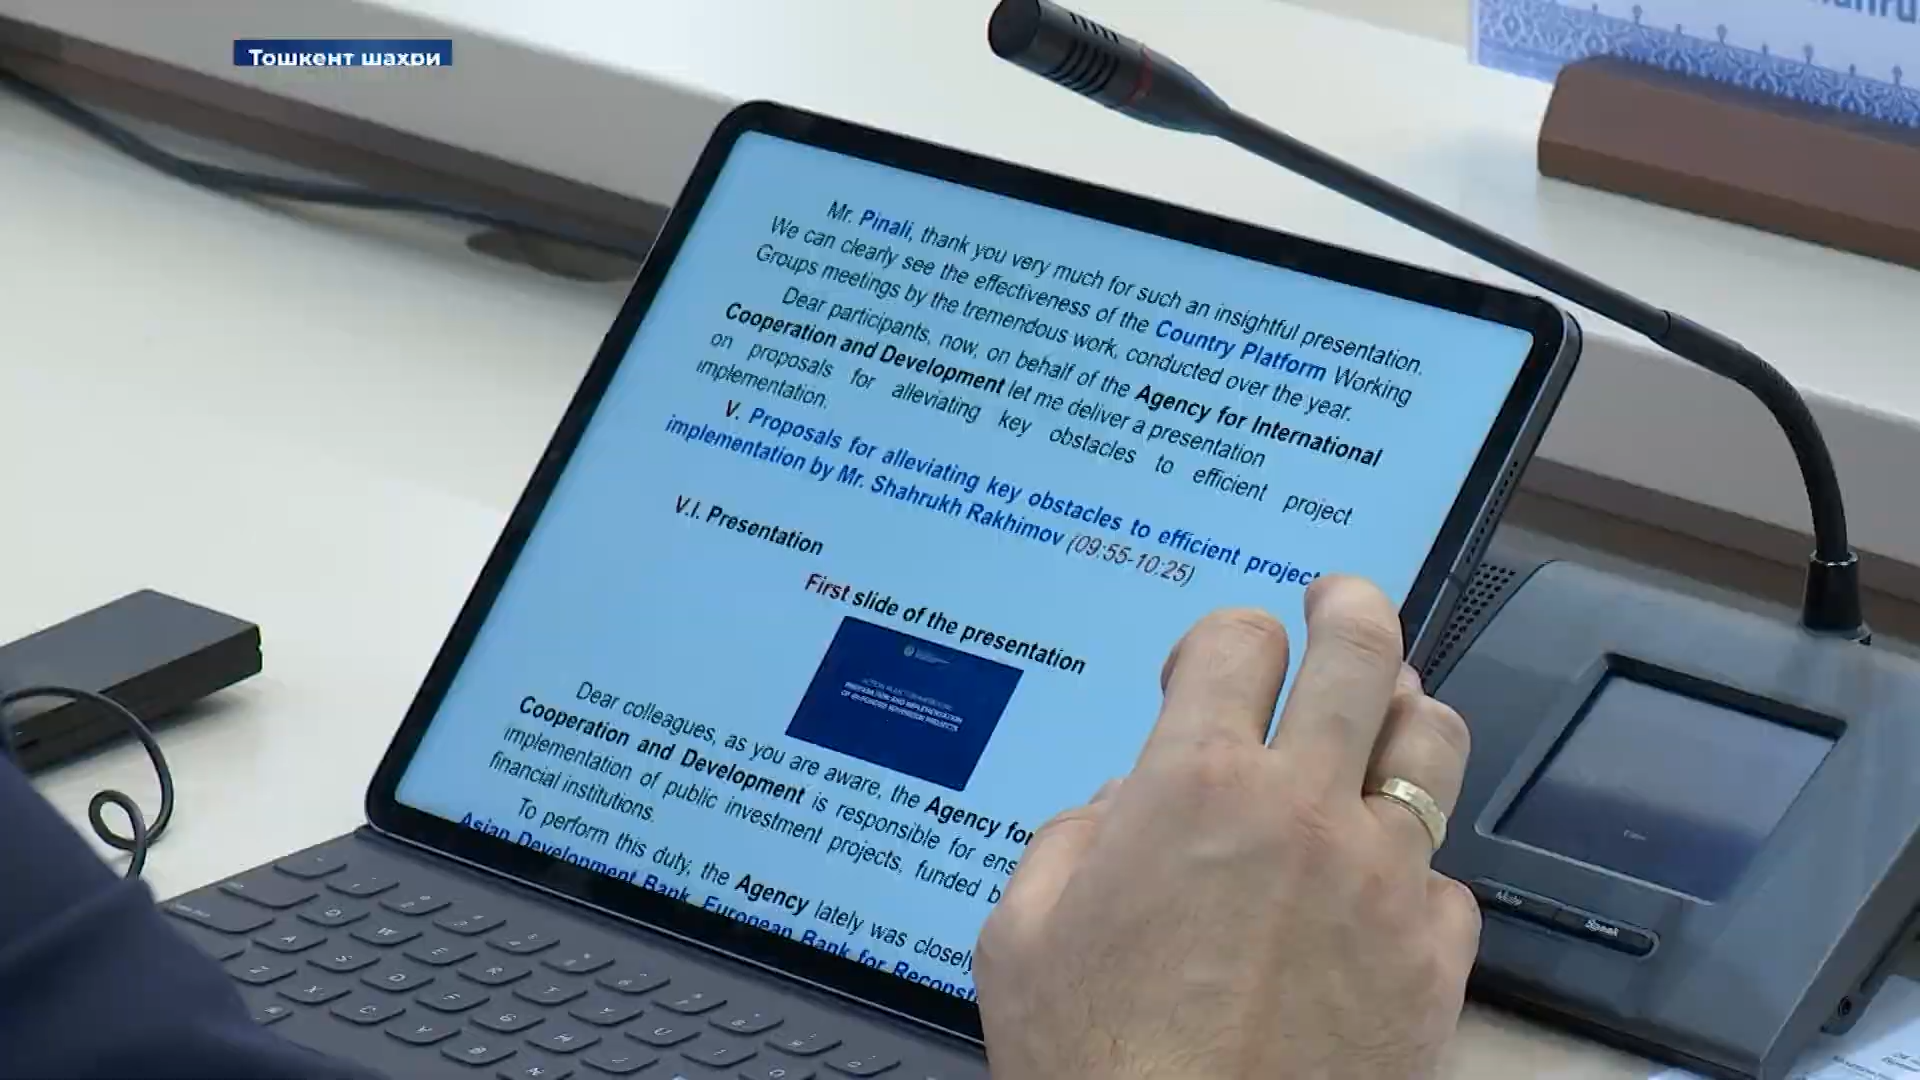 Тошкент шаҳри
Mr. Pinali, thank you very much for such an insightful presentation.
We can clearly see the effectiveness of the Country Platform Working
Groups meetings by the tremendous work, conducted over the year.
Dear participants, now, on behalf of the Agency for International
Cooperation and Development let me deliver a presentation
on proposals for alleviating key obstacles to efficient project
implementation.
V. Proposals for alleviating key obstacles to efficient project
implementation by Mr. Shahrukh Rakhimov (09:55-10:25)
V.I. Presentation
First slide of the presentation
PREPARATION AND IMPLEMENTATION
Dear colleagues, as you are aware, the Agency for
Cooperation and Development is responsible for ens
implementation of public investment projects, funded b
financial institutions.
To perform this duty, the Agency lately was closely
Asian Development Bank, European Bank for Reconst
Mute
Speak